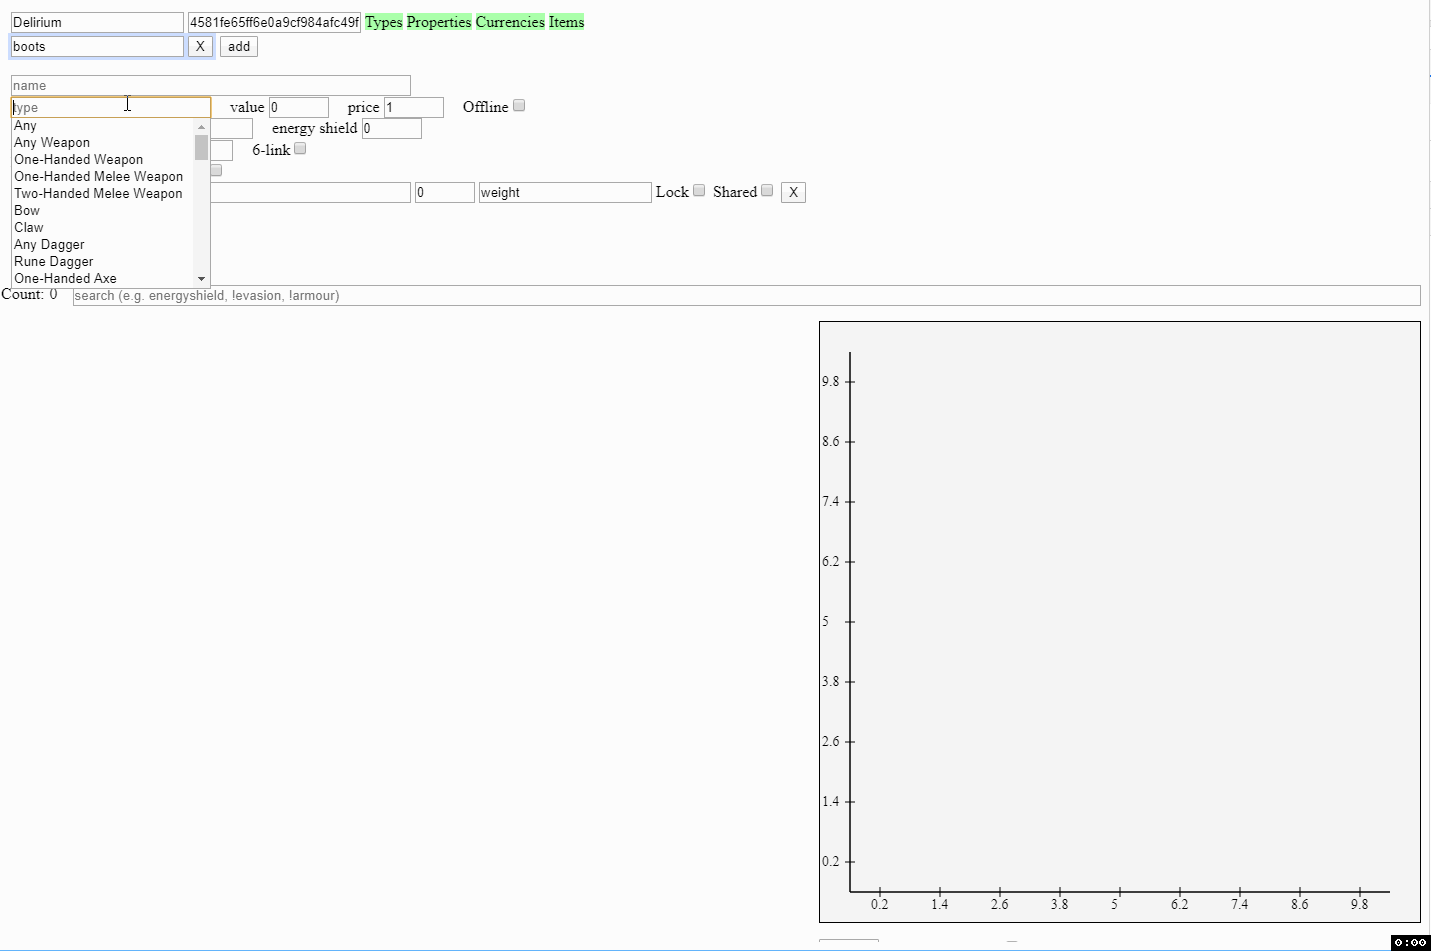 Delirium 4581fe65ff6e0a9cf984afc49f Types Properties Currencies Items
boots X add
name
type value 0 price 1 Offline
Any
energy shield 0
Any Weapon
6-link
One-Handed Weapon
One-Handed Melee Weapon
Two-Handed Melee Weapon 0 weight Lock Shared X
Bow
Claw
Any Dagger
Rune Dagger
One-Handed Axe
Count: 0 search (e.g. energyshield, !evasion, !armour)
9.8
8.6
7.4
6.2
5
3.8
2.6
1.4
0.2
0.2 1.4 2.6 3.8 5 6.2 7.4 8.6 9.8
0:00